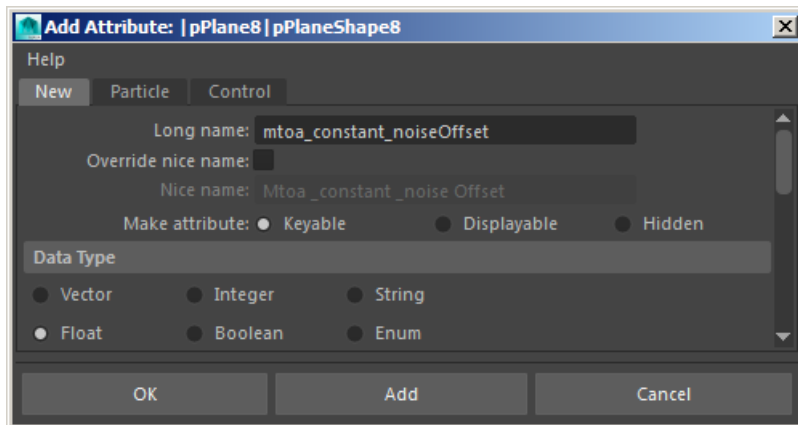 Add Attribute: |pPlane8|pPlaneShape8
Help
New Particle Control
Long name: mtoa_constant_noiseOffset
Override nice name:
Nice name: Mtoa _constant _noise Offset
Make attribute: Keyable Displayable Hidden
Data Type
Vector Integer String
Float Boolean Enum
OK Add Cancel